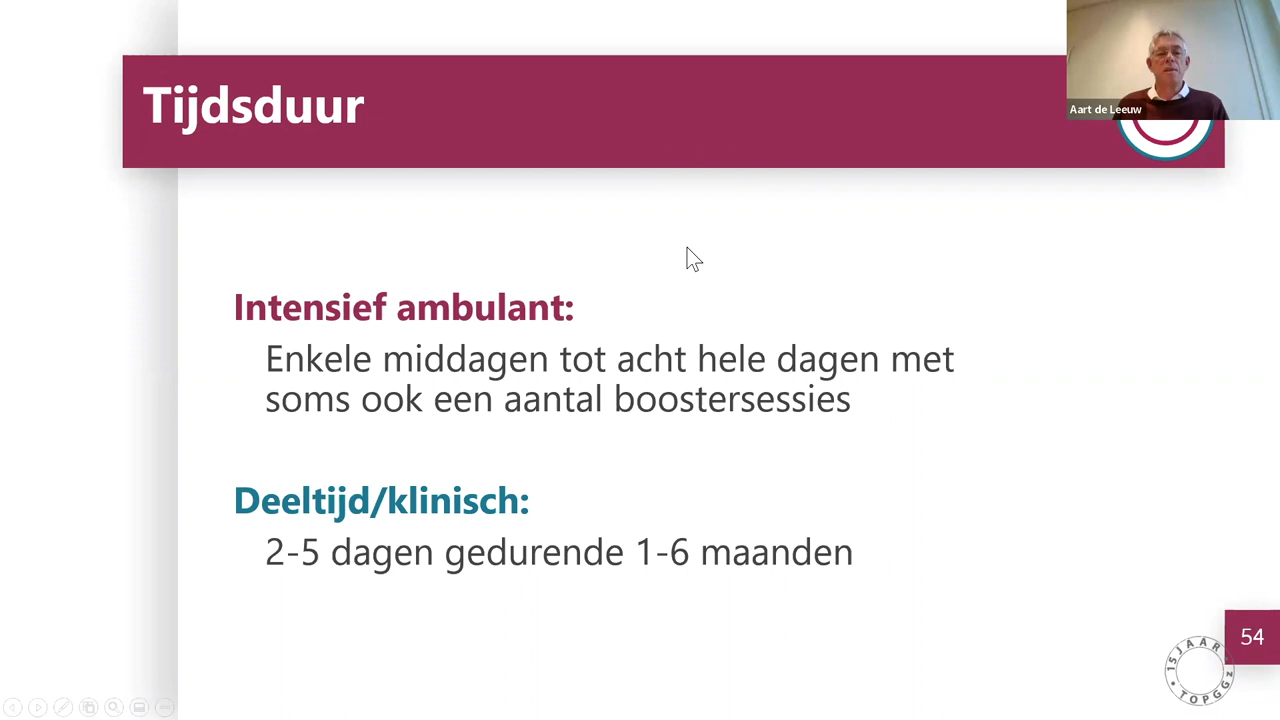 Tijdsduur
Aart de Leeuw
Intensief ambulant:
Enkele middagen tot acht hele dagen met
soms ook een aantal boostersessies
Deeltijd/klinisch:
2-5 dagen gedurende 1-6 maanden
54
15 JAAR
TOPGGz